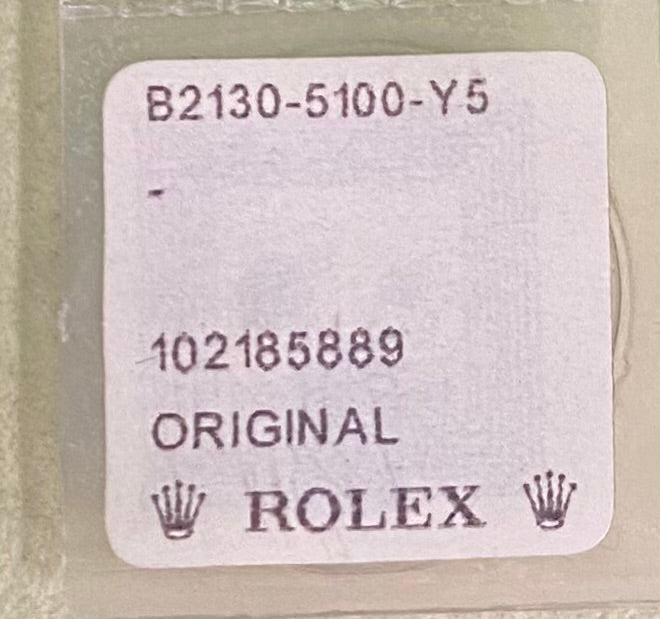 B2130-5100-Y5
-
102185889
ORIGINAL
ROLEX